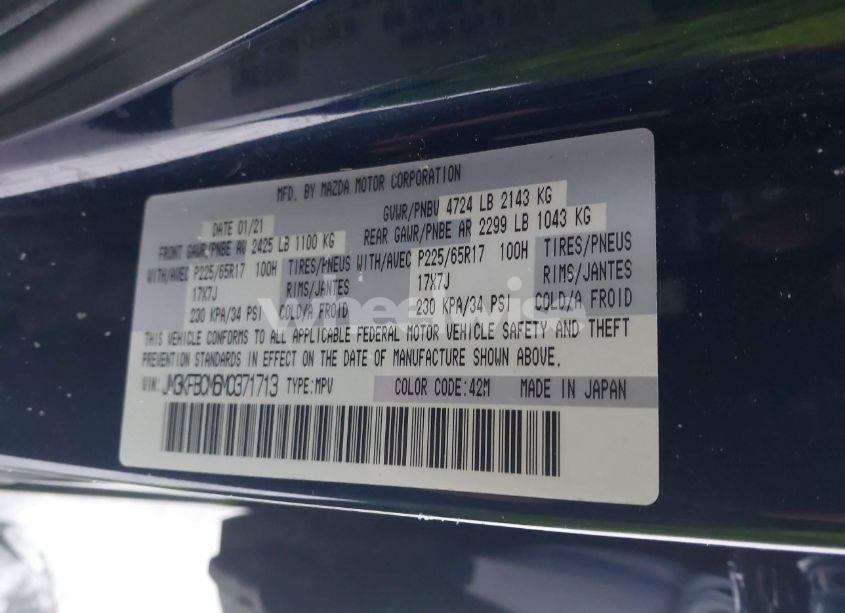 MFD. BY MAZDA MOTOR CORPORATION
DATE 01/21 GVWR/PNBV 4724 LB 2143 KG
FRONT GAWR/PNBE AV 2425 LB 1100 KG REAR GAWR/PNBE AR 2299 LB 1043 KG
WITH/AVEC P225/65R17 100H TIRES/PNEUS WITH/AVEC P225/65R17 100H TIRES/PNEUS
17X7J RIMS/JANTES 17X7J RIMS/JANTES
230 KPA/34 PSI COLD/A FROID 230 KPA/34 PSI COLD/A FROID
THIS VEHICLE CONFORMS TO ALL APPLICABLE FEDERAL MOTOR VEHICLE SAFETY AND THEFT
PREVENTION STANDARDS IN EFFECT ON THE DATE OF MANUFACTURE SHOWN ABOVE.
VIN: JM3KFBCM6M0371713 TYPE:MPV COLOR CODE:42M MADE IN JAPAN
wheelwise